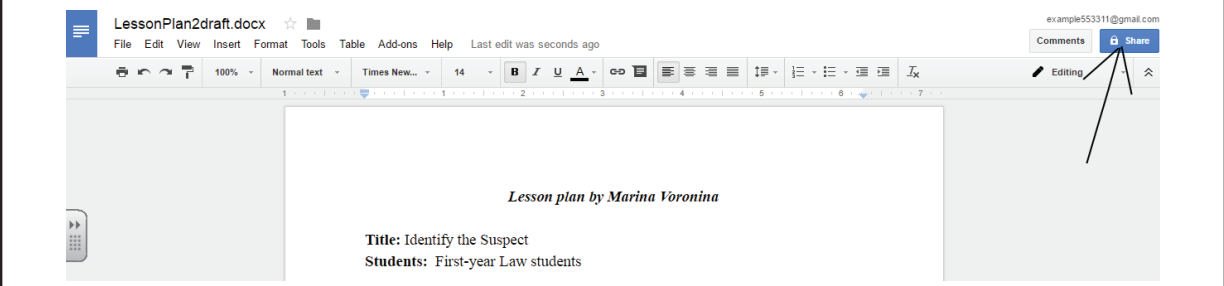 LessonPlan2draft.docx
example553311@gmail.com
File Edit View Insert Format Tools Table Add-ons Help Last edit was seconds ago
Comments Share
100% Normal text Times New... 14 B I U A Editing
1 1 2 3 4 5 6 7
Lesson plan by Marina Voronina
Title: Identify the Suspect
Students: First-year Law students